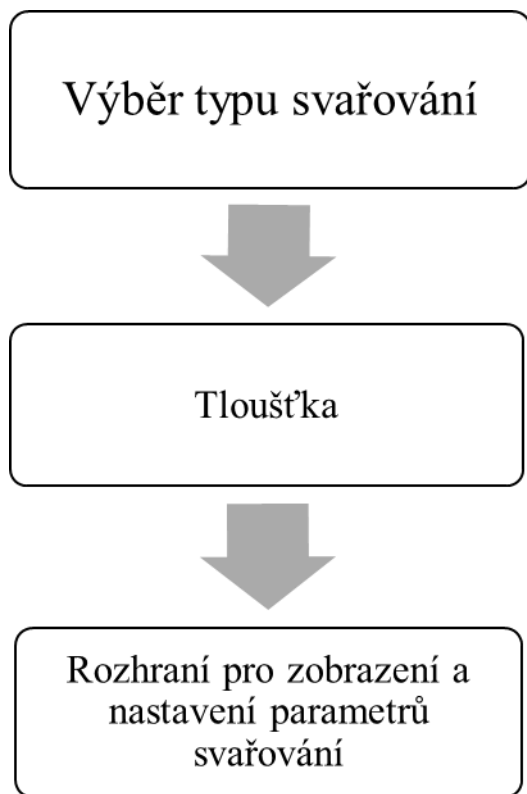 Výběr typu svařování
Tloušťka
Rozhraní pro zobrazení a
nastavení parametrů
svařování